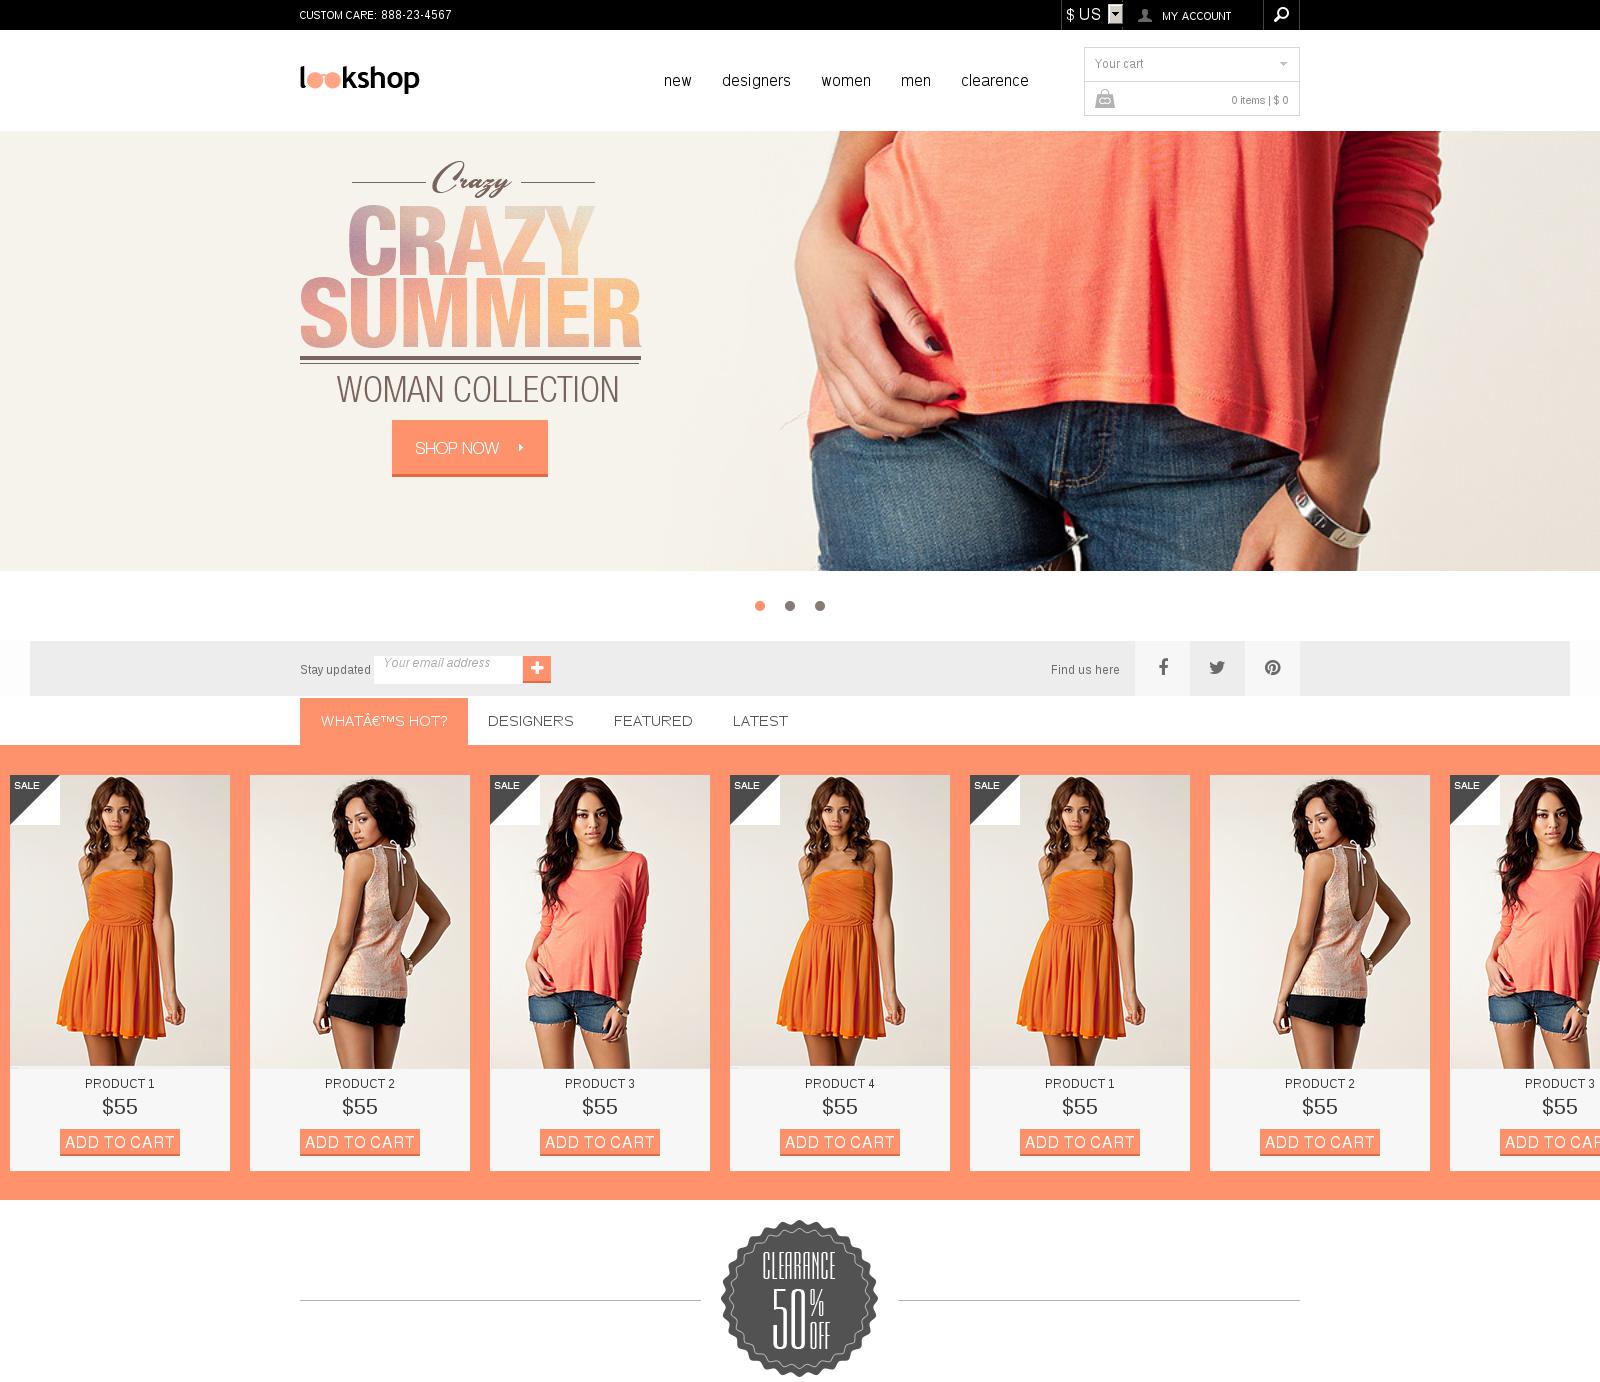 CUSTOM CARE: 888-23-4567
$ US
MY ACCOUNT
lookshop
new
designers
women
men
clearence
Your cart
0 items | $ 0
Crazy
CRAZY
SUMMER
WOMAN COLLECTION
SHOP NOW
Stay updated
Your email address
Find us here
WHATÂ€™S HOT?
DESIGNERS
FEATURED
LATEST
SALE
SALE
SALE
SALE
SALE
PRODUCT 1
$55
ADD TO CART
PRODUCT 2
$55
ADD TO CART
PRODUCT 3
$55
ADD TO CART
PRODUCT 4
$55
ADD TO CART
PRODUCT 1
$55
ADD TO CART
PRODUCT 2
$55
ADD TO CART
PRODUCT 3
$55
ADD TO CAR
CLEARANCE
50%
OFF